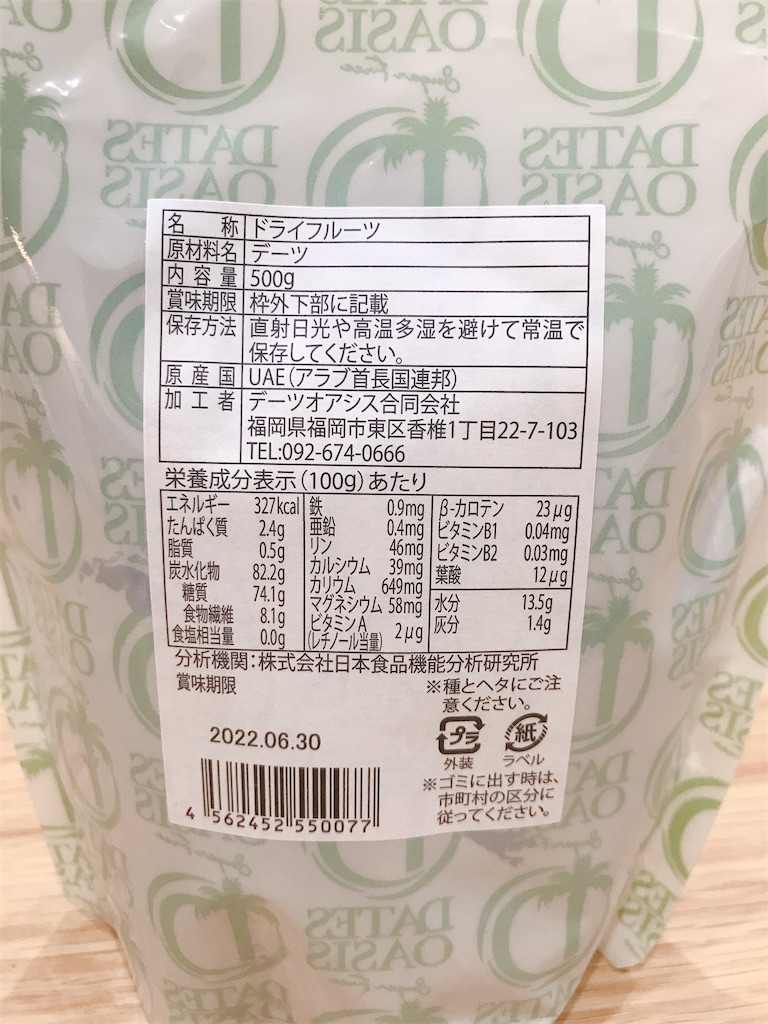 DATES
OASIS
Sugar Free
DATES
OASIS
DATES
OASIS
名 称 ドライフルーツ
原材料名 デーツ
内容量 500g
賞味期限 枠外下部に記載
保存方法 直射日光や高温多湿を避けて常温で
保存してください。
原産国 UAE(アラブ首長国連邦)
加工者 デーツオアシス合同会社
福岡県福岡市東区香椎1丁目22-7-103
TEL:092-674-0666
栄養成分表示(100g)あたり
エネルギー 327kcal
たんぱく質 2.4g
脂質 0.5g
炭水化物 82.2g
糖質 74.1g
食物繊維 8.1g
食塩相当量 0.0g
鉄 0.9mg
亜鉛 0.4mg
リン 46mg
カルシウム 39mg
カリウム 649mg
マグネシウム 58mg
ビタミンA
(レチノール当量) 2μg
β-カロテン 23μg
ビタミンB1 0.04mg
ビタミンB2 0.03mg
葉酸 12μg
水分 13.5g
灰分 1.4g
分析機関:株式会社日本食品機能分析研究所
賞味期限
2022.06.30
※種とヘタにご注
意ください。
プラ
外装
紙
ラベル
※ゴミに出す時は、
市町村の区分に
従ってください。
4 562452 550077
DATES
OASIS
Sugar Free